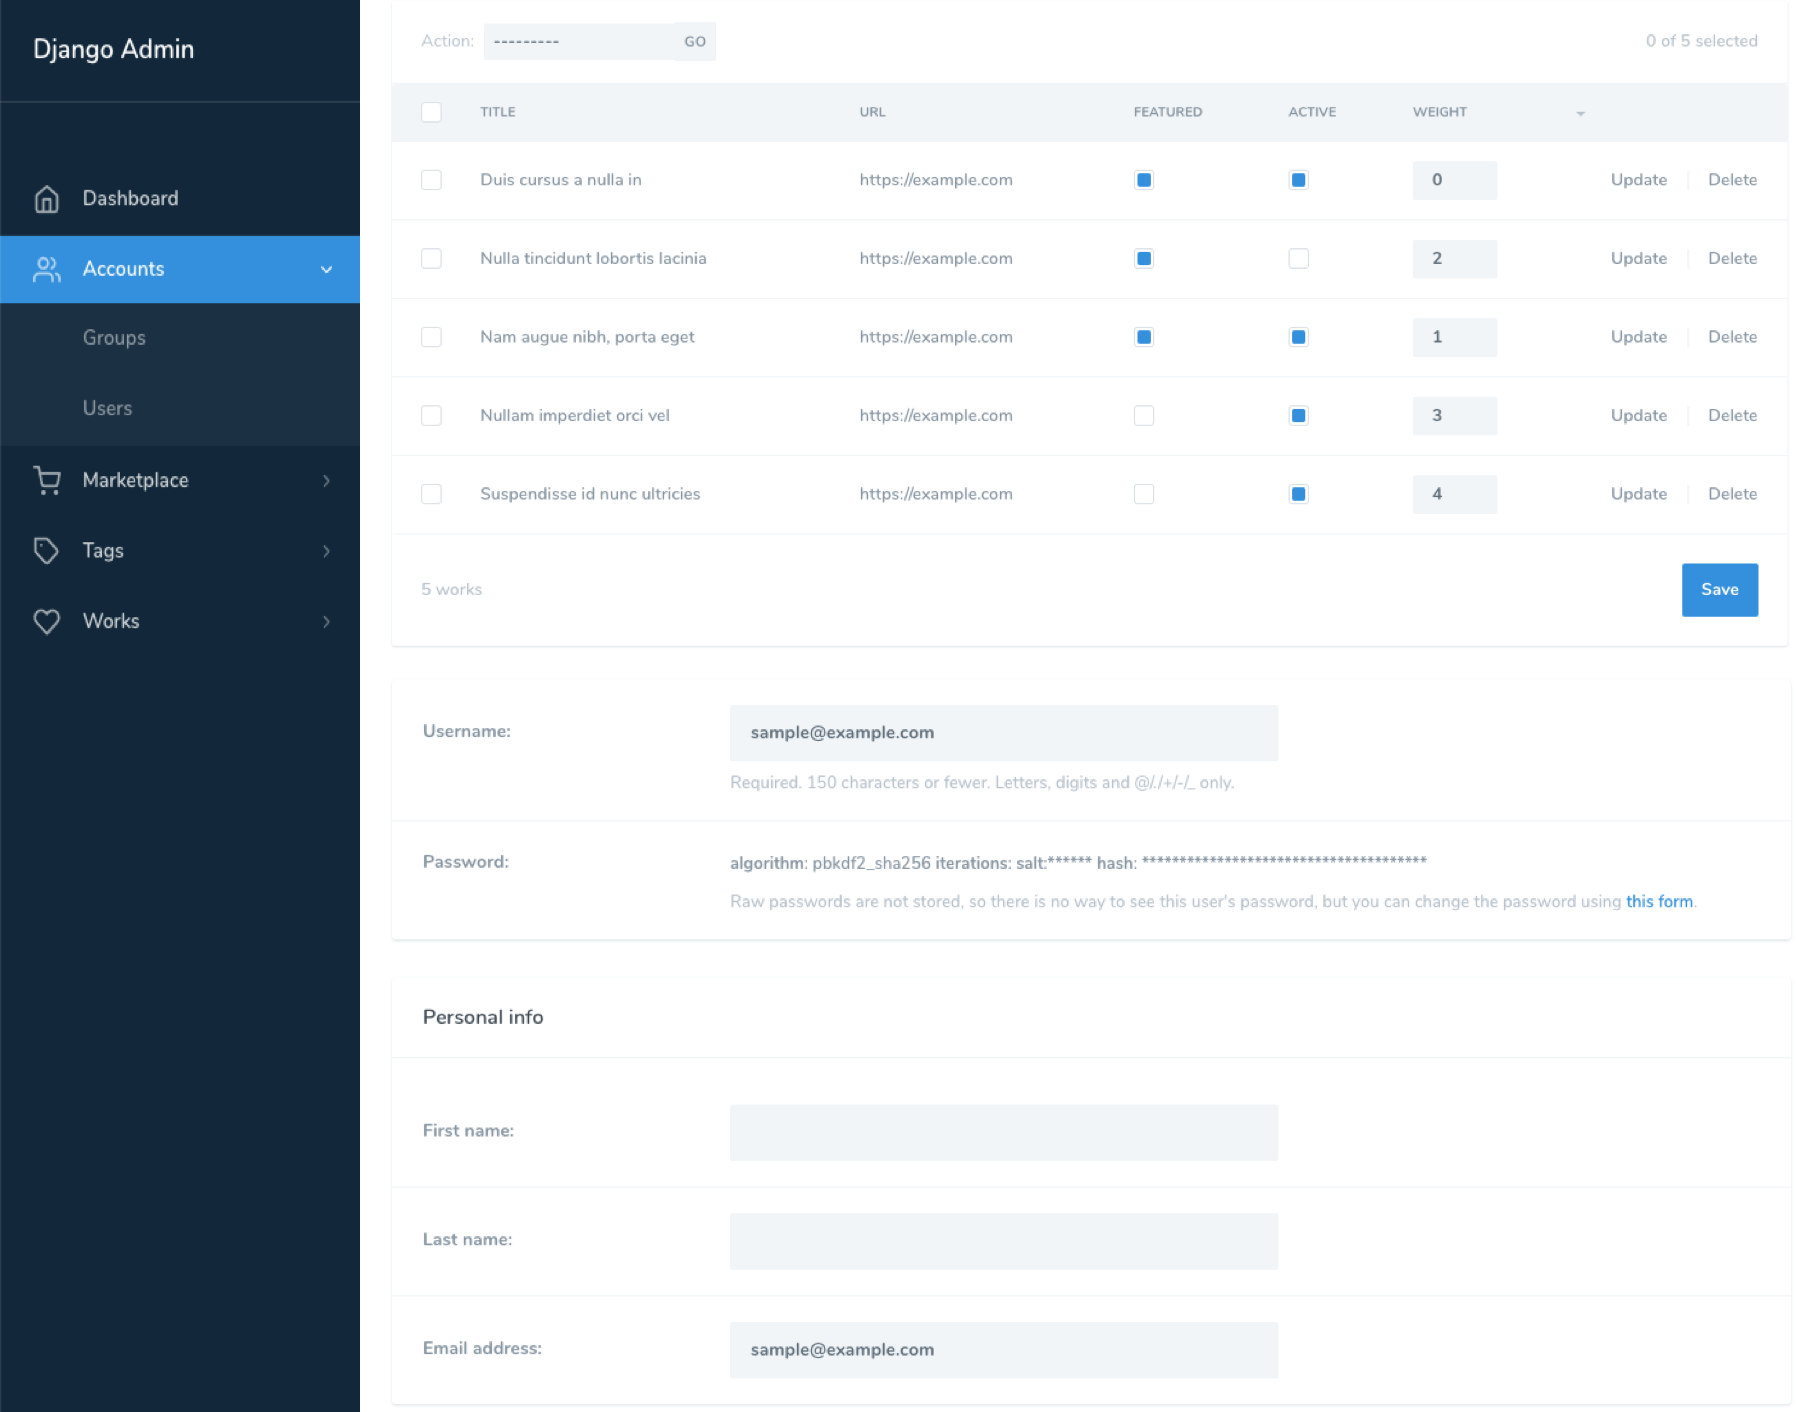 Django Admin
Dashboard
Accounts
Groups
Users
Marketplace
Tags
Works
Action: --------- GO 0 of 5 selected
TITLE URL FEATURED ACTIVE WEIGHT
Duis cursus a nulla in https://example.com 0 Update Delete
Nulla tincidunt lobortis lacinia https://example.com 2 Update Delete
Nam augue nibh, porta eget https://example.com 1 Update Delete
Nullam imperdiet orci vel https://example.com 3 Update Delete
Suspendisse id nunc ultricies https://example.com 4 Update Delete
5 works Save
Username: sample@example.com
Required. 150 characters or fewer. Letters, digits and @/./+/-/_ only.
Password: algorithm: pbkdf2_sha256 iterations: salt:****** hash: **************************************
Raw passwords are not stored, so there is no way to see this user's password, but you can change the password using this form.
Personal info
First name:
Last name:
Email address: sample@example.com